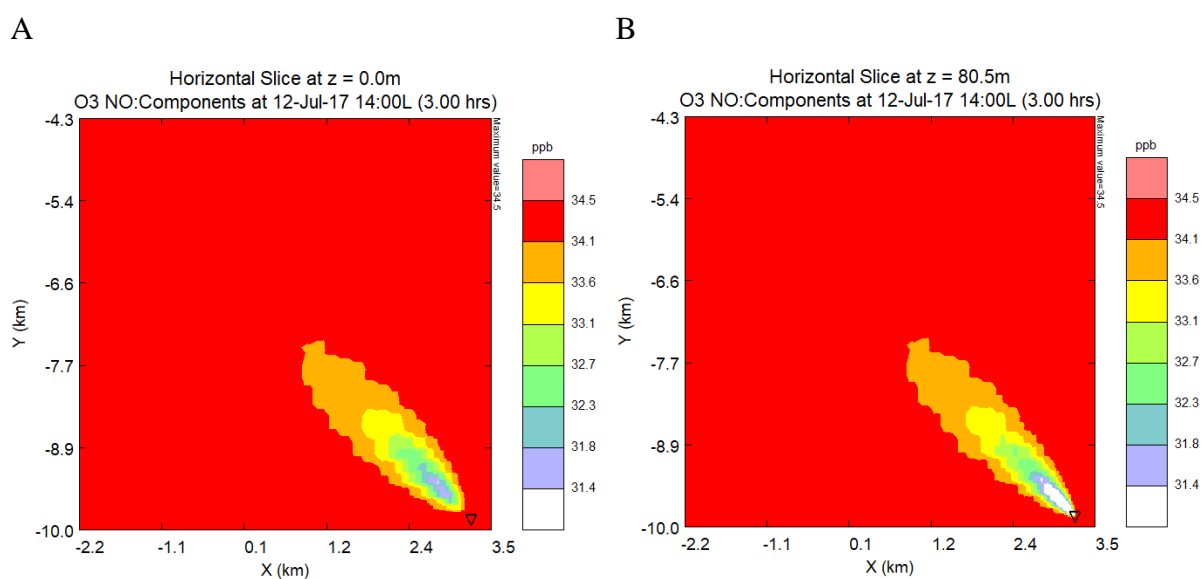 A
Horizontal Slice at z = 0.0m
O3 NO:Components at 12-Jul-17 14:00L (3.00 hrs)
-4.3
-5.4
-6.6
-7.7
-8.9
-10.0
Y (km)
-2.2 -1.1 0.1 1.2 2.4 3.5
X (km)
Maximum value=34.5
ppb
34.5
34.1
33.6
33.1
32.7
32.3
31.8
31.4
B
Horizontal Slice at z = 80.5m
O3 NO:Components at 12-Jul-17 14:00L (3.00 hrs)
-4.3
-5.4
-6.6
-7.7
-8.9
-10.0
Y (km)
-2.2 -1.1 0.1 1.2 2.4 3.5
X (km)
Maximum value=34.5
ppb
34.5
34.1
33.6
33.1
32.7
32.3
31.8
31.4